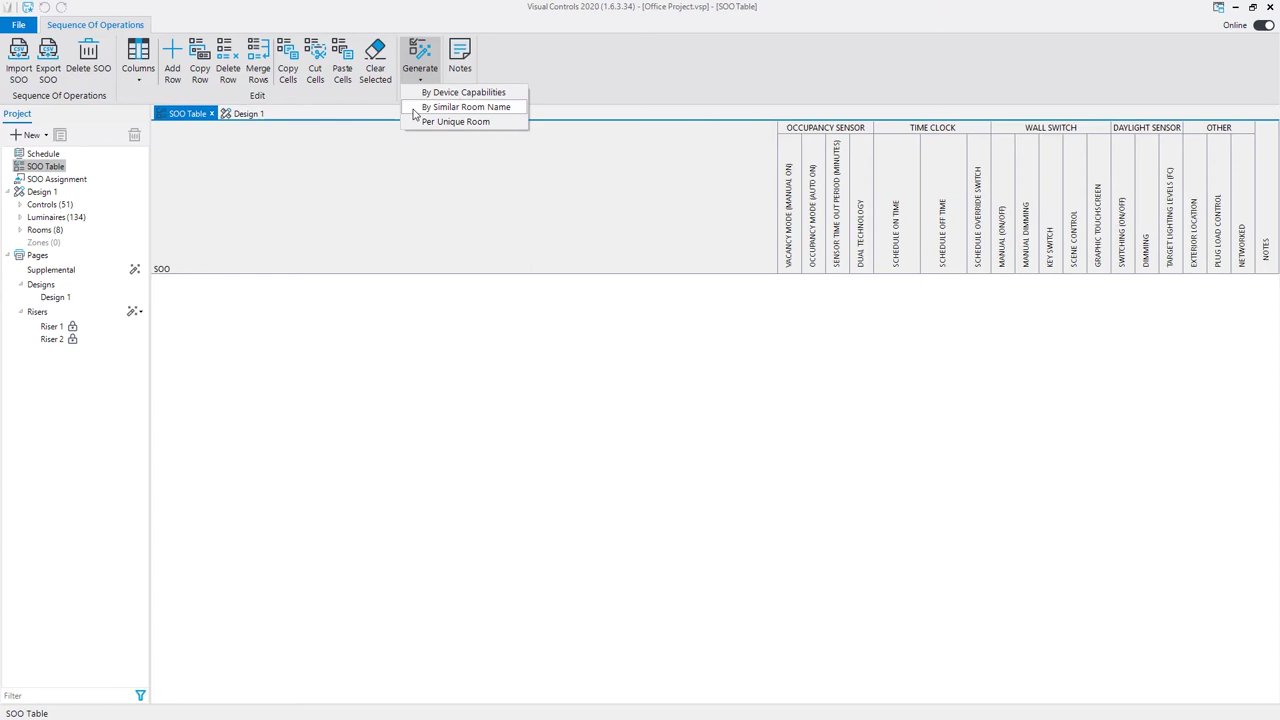 Visual Controls 2020 (1.6.3.34) - [Office Project.vsp] - [SOO Table]
File
Sequence Of Operations
Online
CSV
CSV
Import SOO
Export SOO
Delete SOO
Columns
Add Row
Copy Row
Delete Row
Merge Rows
Copy Cells
Cut Cells
Paste Cells
Clear Selected
Generate
Notes
Sequence Of Operations
Edit
By Device Capabilities
By Similar Room Name
Per Unique Room
Project
SOO Table ×
Design 1
New
Schedule
SOO Table
SOO Assignment
Design 1
Controls (51)
Luminaires (134)
Rooms (8)
Zones (0)
Pages
Supplemental
Designs
Design 1
Risers
Riser 1
Riser 2
SOO
OCCUPANCY SENSOR
TIME CLOCK
WALL SWITCH
DAYLIGHT SENSOR
OTHER
VACANCY MODE (MANUAL ON)
OCCUPANCY MODE (AUTO ON)
SENSOR TIME OUT PERIOD (MINUTES)
DUAL TECHNOLOGY
SCHEDULE ON TIME
SCHEDULE OFF TIME
SCHEDULE OVERRIDE SWITCH
MANUAL (ON/OFF)
MANUAL DIMMING
KEY SWITCH
SCENE CONTROL
GRAPHIC TOUCHSCREEN
SWITCHING (ON/OFF)
DIMMING
TARGET LIGHTING LEVELS (FC)
EXTERIOR LOCATION
PLUG LOAD CONTROL
NETWORKED
NOTES
Filter
SOO Table